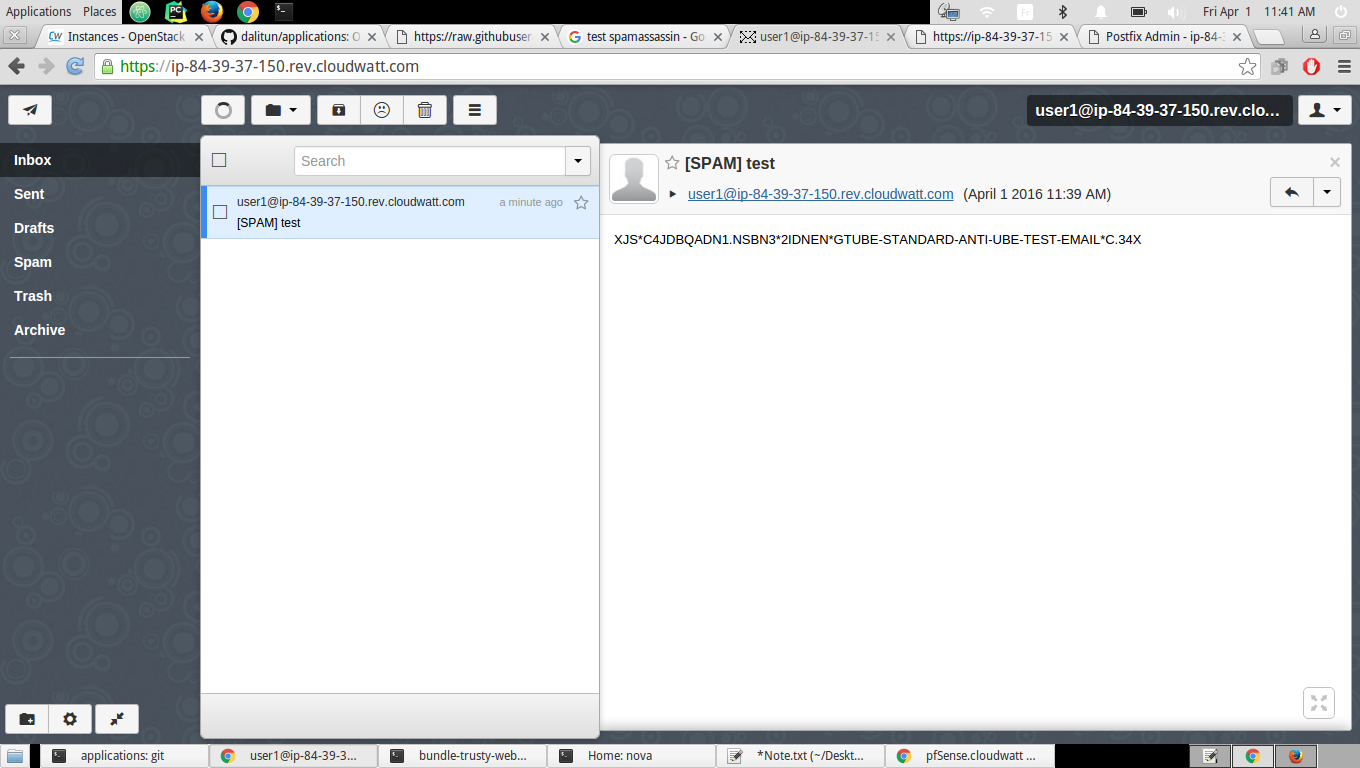 Applications Places Fr Fri Apr 1 11:41 AM
Instances - OpenStack dalitun/applications: O https://raw.githubuser test spamassassin - Go user1@ip-84-39-37-15 https://ip-84-39-37-15 Postfix Admin - ip-84-3
https://ip-84-39-37-150.rev.cloudwatt.com
user1@ip-84-39-37-150.rev.clo...
Inbox
Sent
Drafts
Spam
Trash
Archive
Search
user1@ip-84-39-37-150.rev.cloudwatt.com a minute ago
[SPAM] test
[SPAM] test
user1@ip-84-39-37-150.rev.cloudwatt.com (April 1 2016 11:39 AM)
XJS*C4JDBQADN1.NSBN3*2IDNEN*GTUBE-STANDARD-ANTI-UBE-TEST-EMAIL*C.34X
applications: git user1@ip-84-39-3... bundle-trusty-web... Home: nova *Note.txt (~/Deskt... pfSense.cloudwatt ...